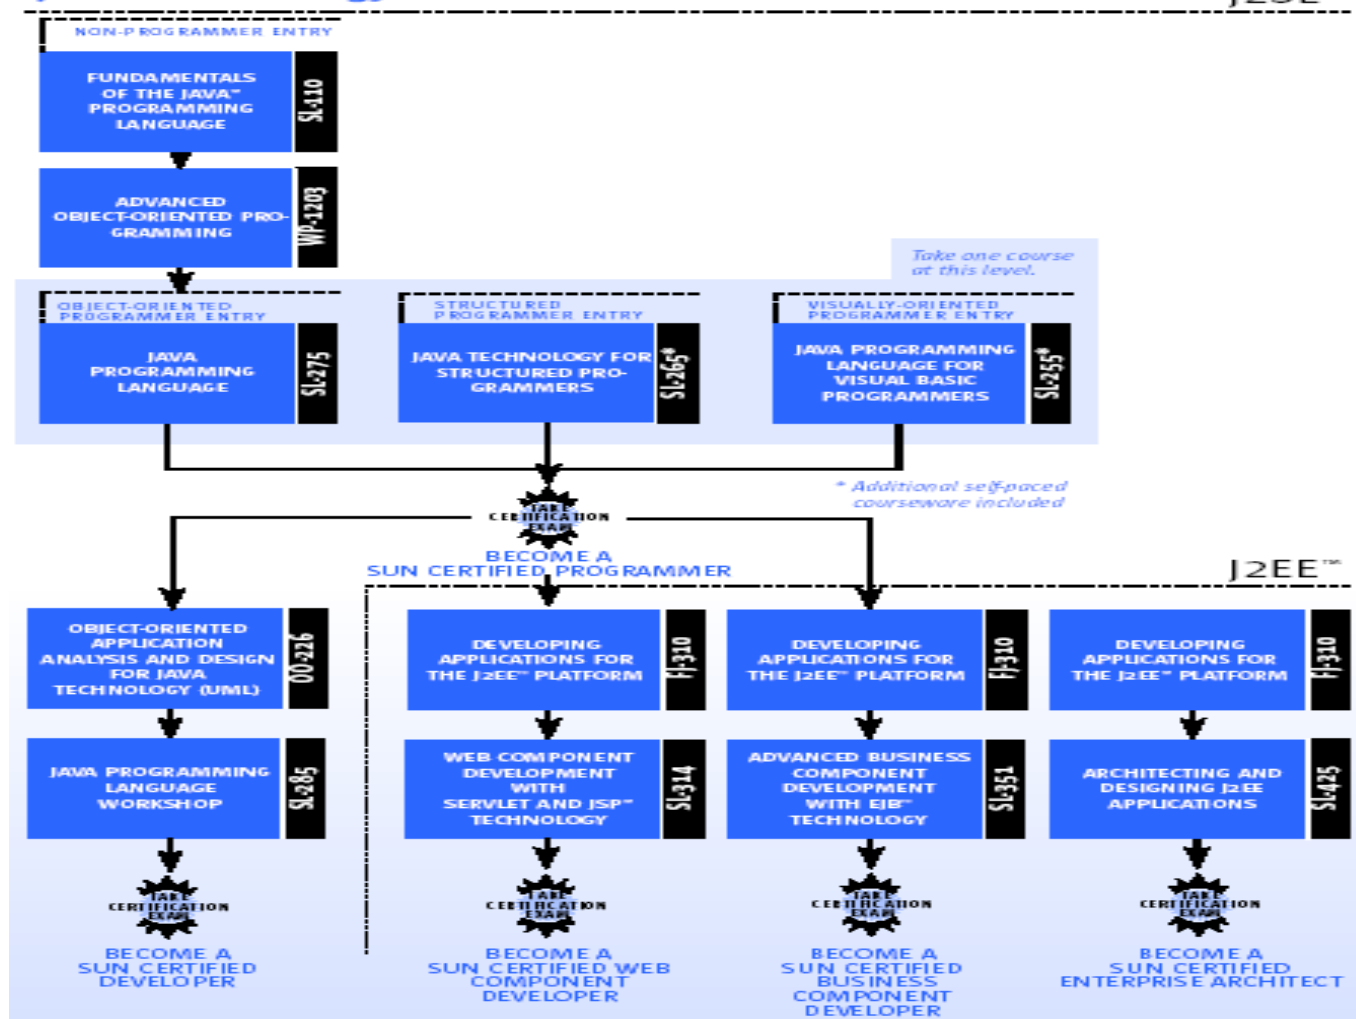 NON-PROGRAMMER ENTRY
FUNDAMENTALS
OF THE JAVA™
PROGRAMMING
LANGUAGE
SL-110
ADVANCED
OBJECT-ORIENTED PRO-
GRAMMING
WP-1203
Take one course
at this level.
OBJECT-ORIENTED
PROGRAMMER ENTRY
JAVA
PROGRAMMING
LANGUAGE
SL-275
STRUCTURED
PROGRAMMER ENTRY
JAVA TECHNOLOGY FOR
STRUCTURED PRO-
GRAMMERS
SL-265*
VISUALLY-ORIENTED
PROGRAMMER ENTRY
JAVA PROGRAMMING
LANGUAGE FOR
VISUAL BASIC
PROGRAMMERS
SL-255*
* Additional self-paced
courseware included
TAKE
CERTIFICATION
EXAM
BECOME A
SUN CERTIFIED PROGRAMMER
J2EE™
OBJECT-ORIENTED
APPLICATION
ANALYSIS AND DESIGN
FOR JAVA
TECHNOLOGY (UML)
OO-226
JAVA PROGRAMMING
LANGUAGE
WORKSHOP
SL-285
TAKE
CERTIFICATION
EXAM
BECOME A
SUN CERTIFIED
DEVELOPER
DEVELOPING
APPLICATIONS FOR
THE J2EE™ PLATFORM
FJ-310
WEB COMPONENT
DEVELOPMENT
WITH
SERVLET AND JSP™
TECHNOLOGY
SL-314
TAKE
CERTIFICATION
EXAM
BECOME A
SUN CERTIFIED WEB
COMPONENT
DEVELOPER
DEVELOPING
APPLICATIONS FOR
THE J2EE™ PLATFORM
FJ-310
ADVANCED BUSINESS
COMPONENT
DEVELOPMENT
WITH EJB™
TECHNOLOGY
SL-351
TAKE
CERTIFICATION
EXAM
BECOME A
SUN CERTIFIED
BUSINESS
COMPONENT
DEVELOPER
DEVELOPING
APPLICATIONS FOR
THE J2EE™ PLATFORM
FJ-310
ARCHITECTING AND
DESIGNING J2EE
APPLICATIONS
SL-425
TAKE
CERTIFICATION
EXAM
BECOME A
SUN CERTIFIED
ENTERPRISE ARCHITECT